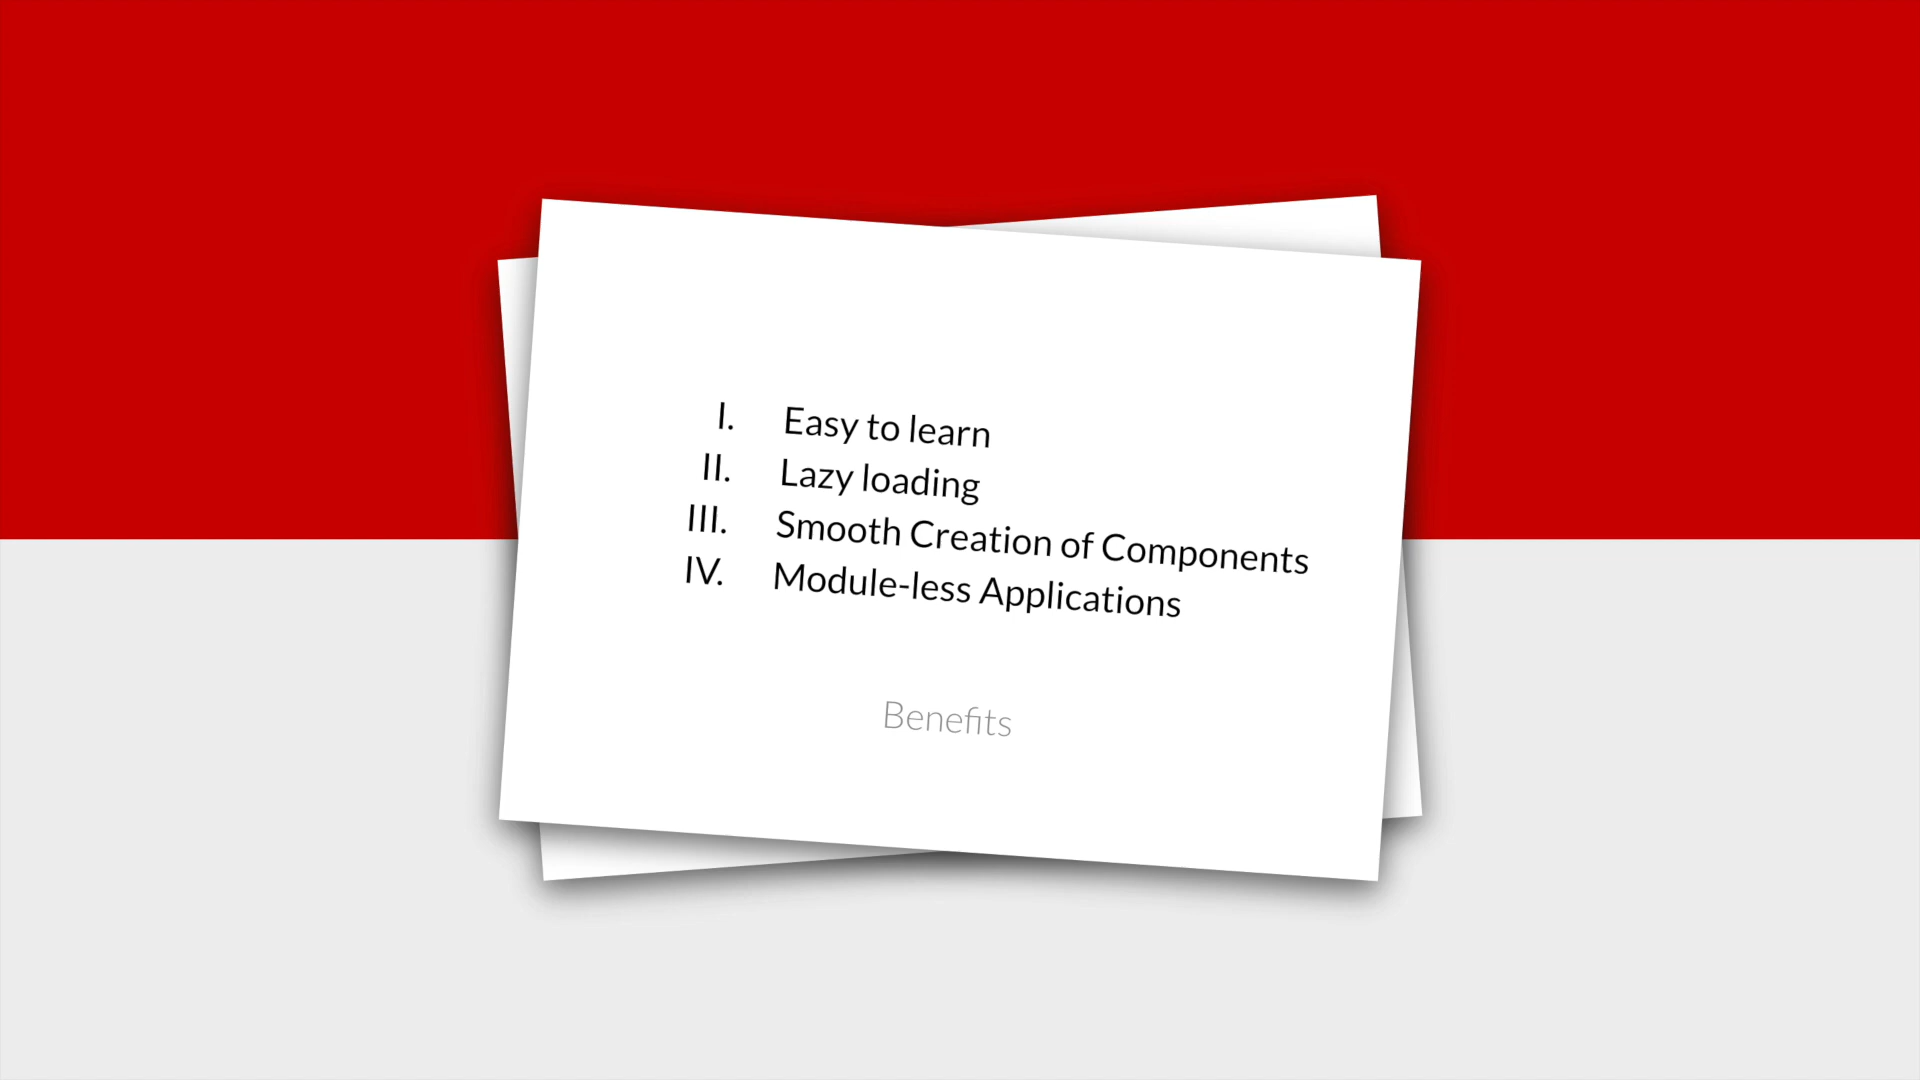 I. Easy to learn
II. Lazy loading
III. Smooth Creation of Components
IV. Module-less Applications
Benefits